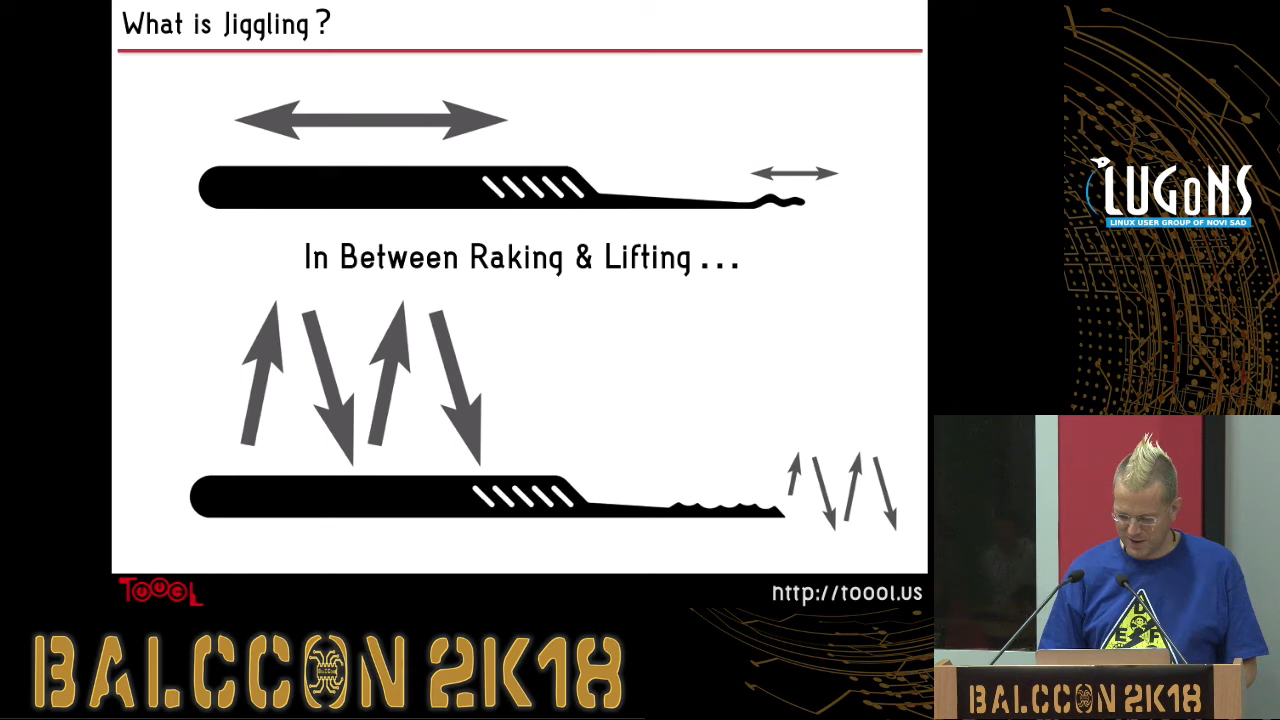 What is Jiggling?
In Between Raking & Lifting ...
TOOOL
http://toool.us
LUGoNS
LINUX USER GROUP OF NOVI SAD
D
E F
BALCCON 2K18
BALCCON 2K18